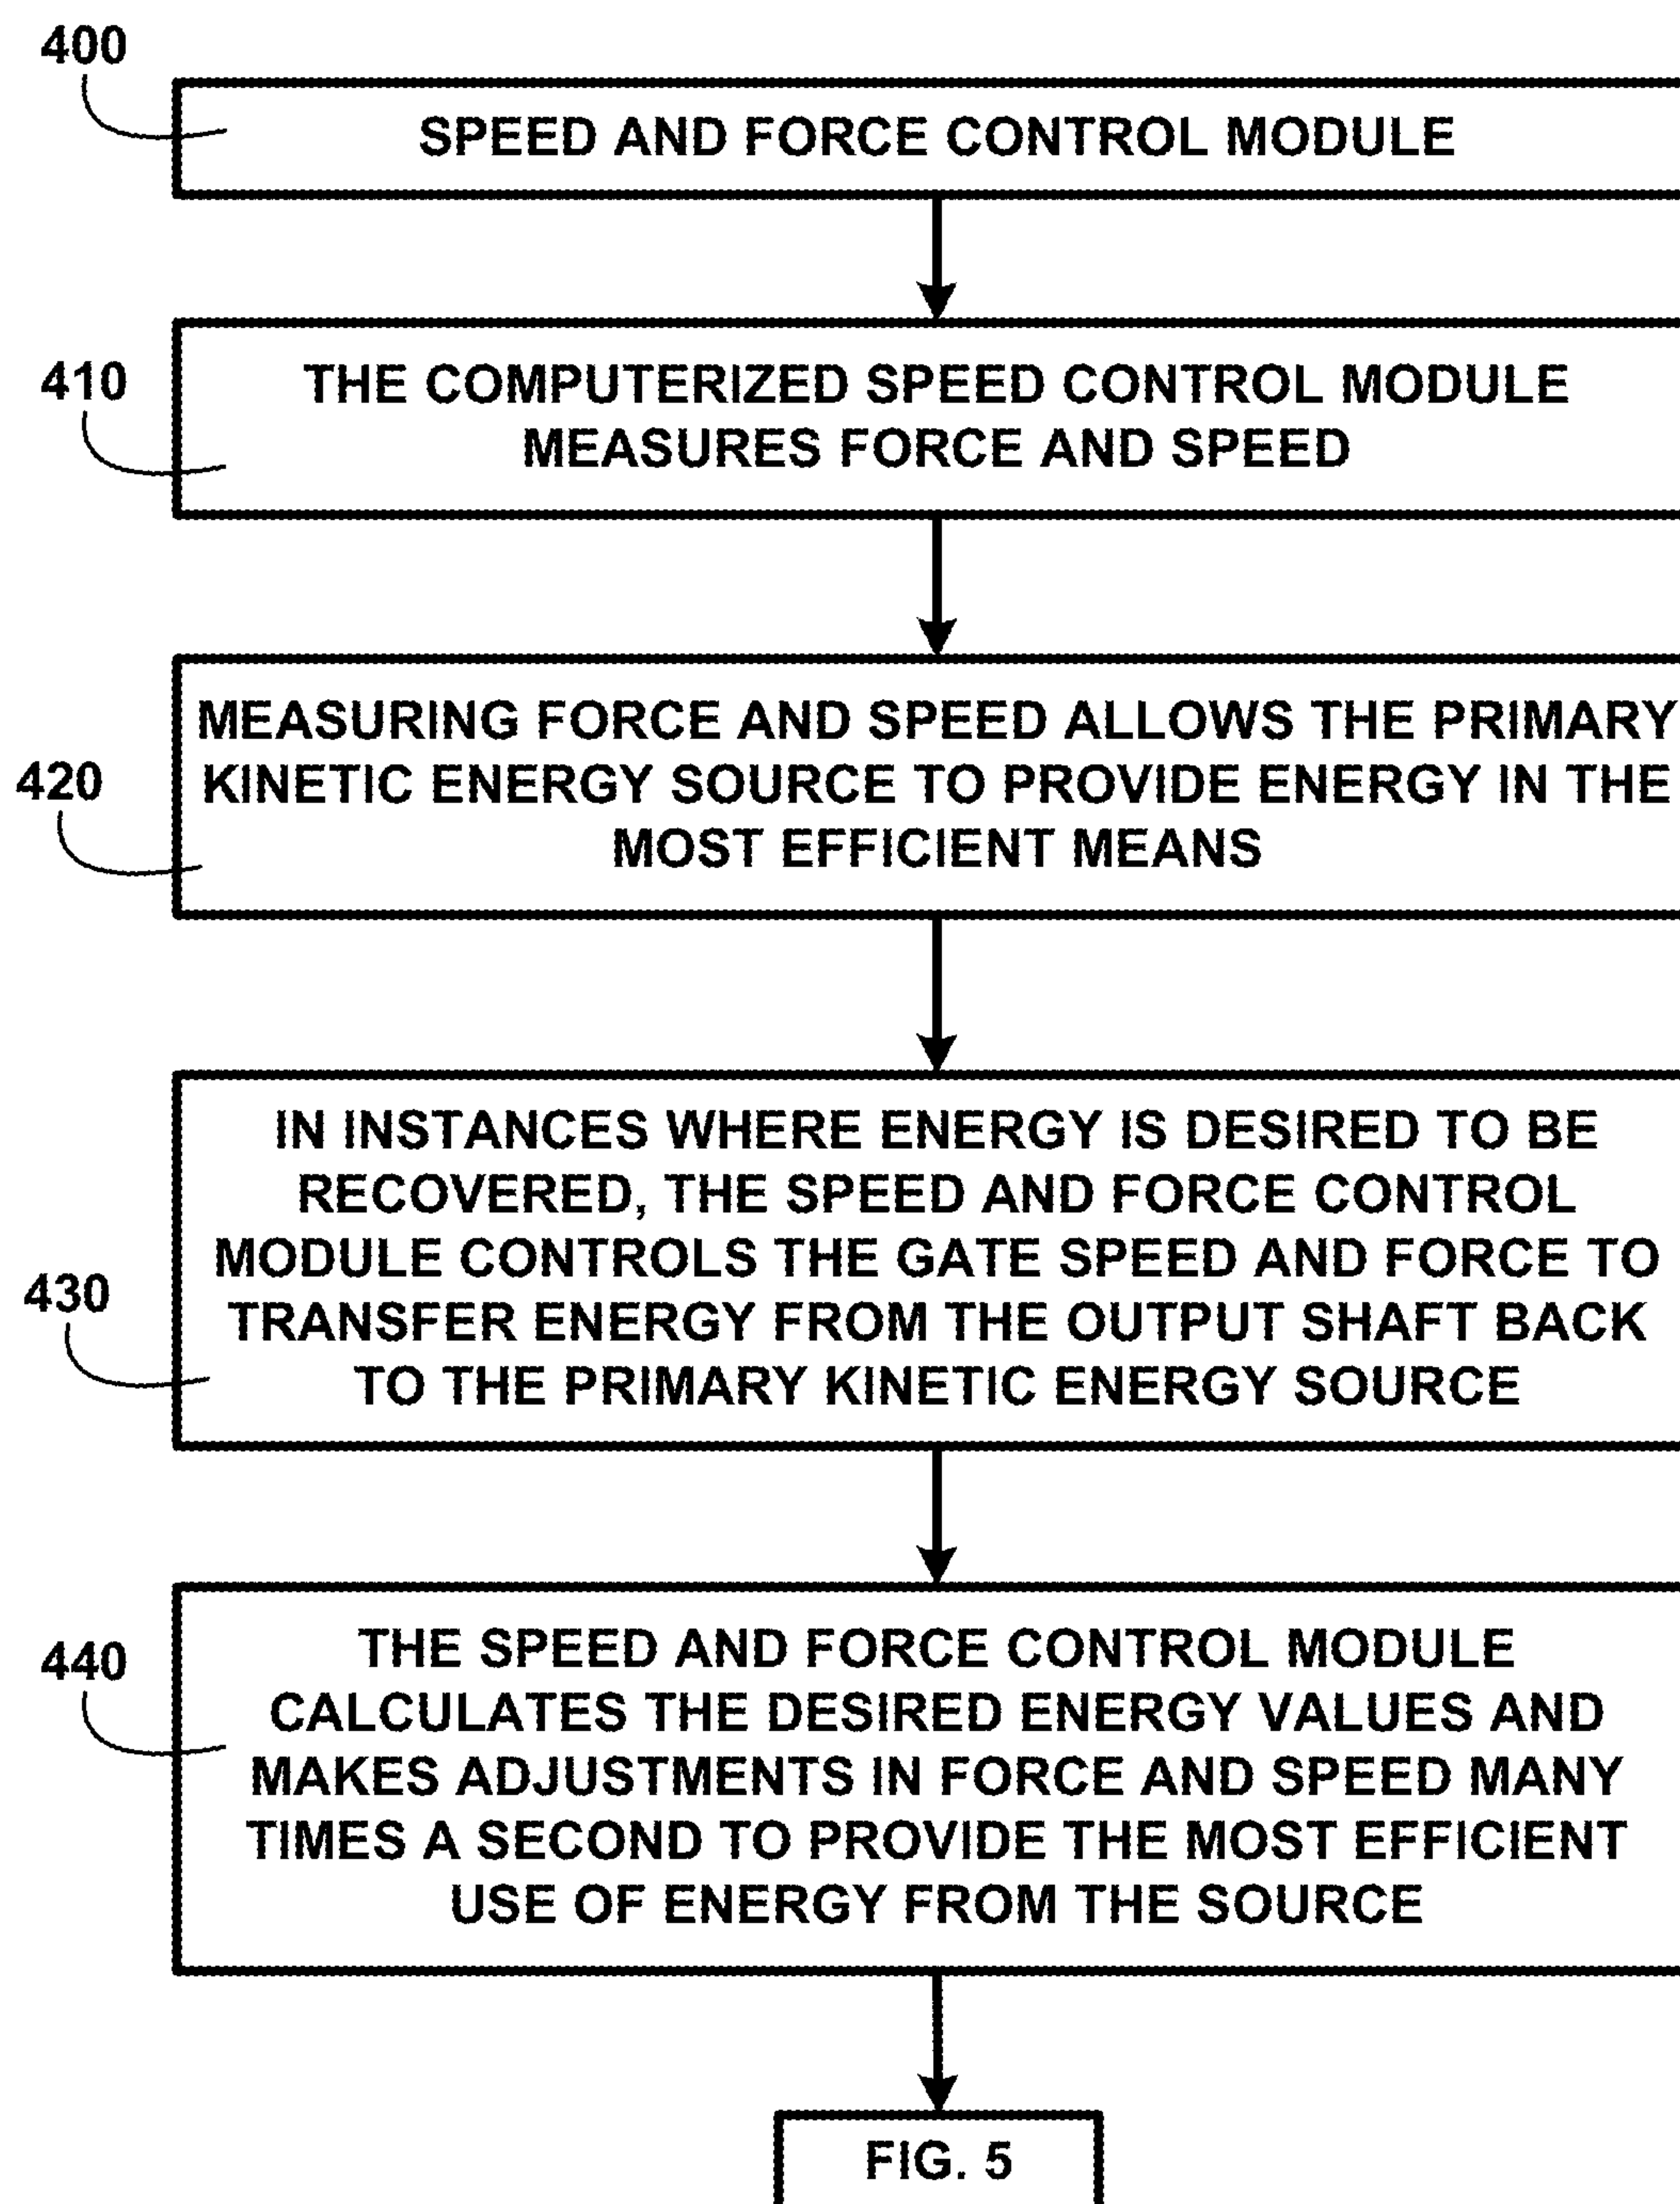 400
SPEED AND FORCE CONTROL MODULE
410
THE COMPUTERIZED SPEED CONTROL MODULE
MEASURES FORCE AND SPEED
420
MEASURING FORCE AND SPEED ALLOWS THE PRIMARY
KINETIC ENERGY SOURCE TO PROVIDE ENERGY IN THE
MOST EFFICIENT MEANS
430
IN INSTANCES WHERE ENERGY IS DESIRED TO BE
RECOVERED, THE SPEED AND FORCE CONTROL
MODULE CONTROLS THE GATE SPEED AND FORCE TO
TRANSFER ENERGY FROM THE OUTPUT SHAFT BACK
TO THE PRIMARY KINETIC ENERGY SOURCE
440
THE SPEED AND FORCE CONTROL MODULE
CALCULATES THE DESIRED ENERGY VALUES AND
MAKES ADJUSTMENTS IN FORCE AND SPEED MANY
TIMES A SECOND TO PROVIDE THE MOST EFFICIENT
USE OF ENERGY FROM THE SOURCE
FIG. 5